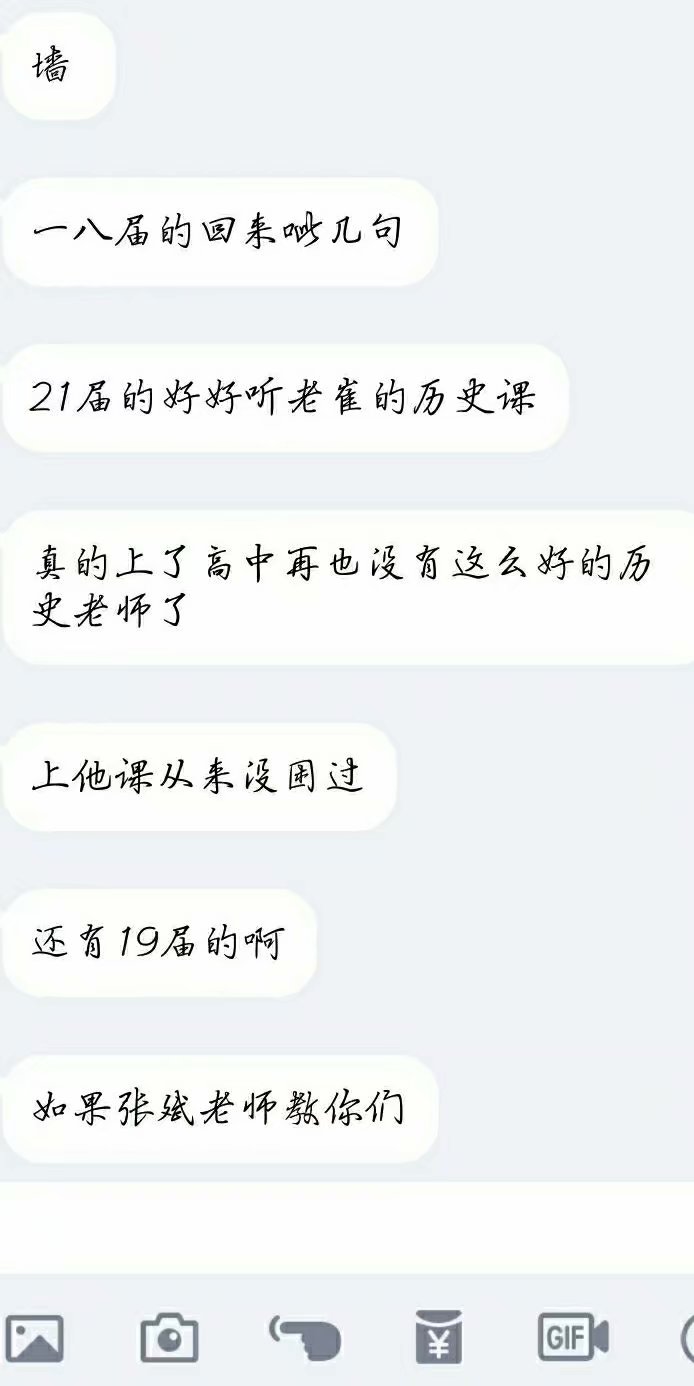 墙
一八届的回来呲几句
21届的好好听老崔的历史课
真的上了高中再也没有这么好的历
史老师了
上他课从来没困过
还有19届的啊
如果张斌老师教你们
¥
GIF